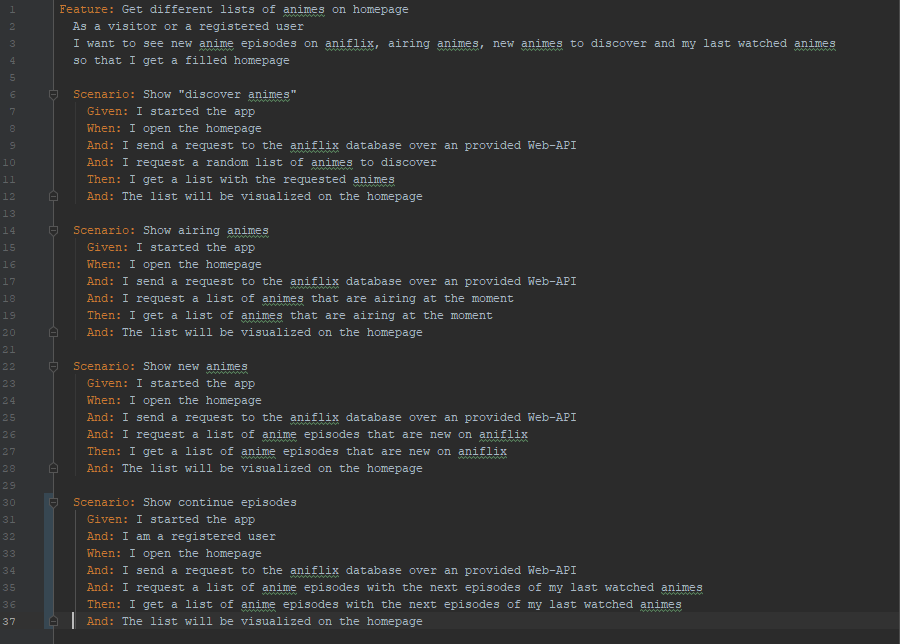 1 Feature: Get different lists of animes on homepage
2 As a visitor or a registered user
3 I want to see new anime episodes on aniflix, airing animes, new animes to discover and my last watched animes
4 so that I get a filled homepage
5
6 Scenario: Show "discover animes"
7 Given: I started the app
8 When: I open the homepage
9 And: I send a request to the aniflix database over an provided Web-API
10 And: I request a random list of animes to discover
11 Then: I get a list with the requested animes
12 And: The list will be visualized on the homepage
13
14 Scenario: Show airing animes
15 Given: I started the app
16 When: I open the homepage
17 And: I send a request to the aniflix database over an provided Web-API
18 And: I request a list of animes that are airing at the moment
19 Then: I get a list of animes that are airing at the moment
20 And: The list will be visualized on the homepage
21
22 Scenario: Show new animes
23 Given: I started the app
24 When: I open the homepage
25 And: I send a request to the aniflix database over an provided Web-API
26 And: I request a list of anime episodes that are new on aniflix
27 Then: I get a list of anime episodes that are new on aniflix
28 And: The list will be visualized on the homepage
29
30 Scenario: Show continue episodes
31 Given: I started the app
32 And: I am a registered user
33 When: I open the homepage
34 And: I send a request to the aniflix database over an provided Web-API
35 And: I request a list of anime episodes with the next episodes of my last watched animes
36 Then: I get a list of anime episodes with the next episodes of my last watched animes
37 And: The list will be visualized on the homepage